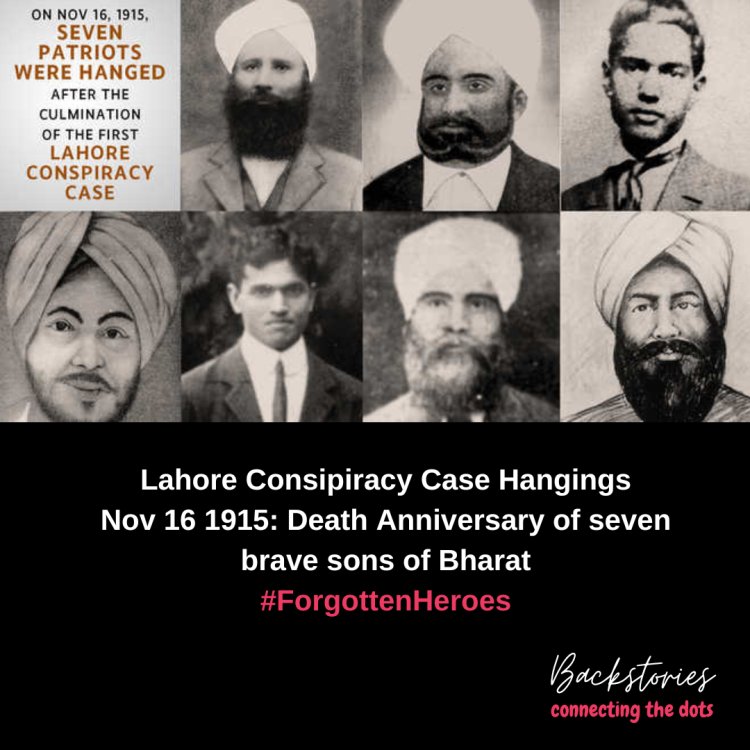 ON NOV 16, 1915,
SEVEN
PATRIOTS
WERE HANGED
AFTER THE
CULMINATION
OF THE FIRST
LAHORE
CONSPIRACY
CASE
Lahore Consipiracy Case Hangings
Nov 16 1915: Death Anniversary of seven
brave sons of Bharat
#ForgottenHeroes
Backstories
connecting the dots